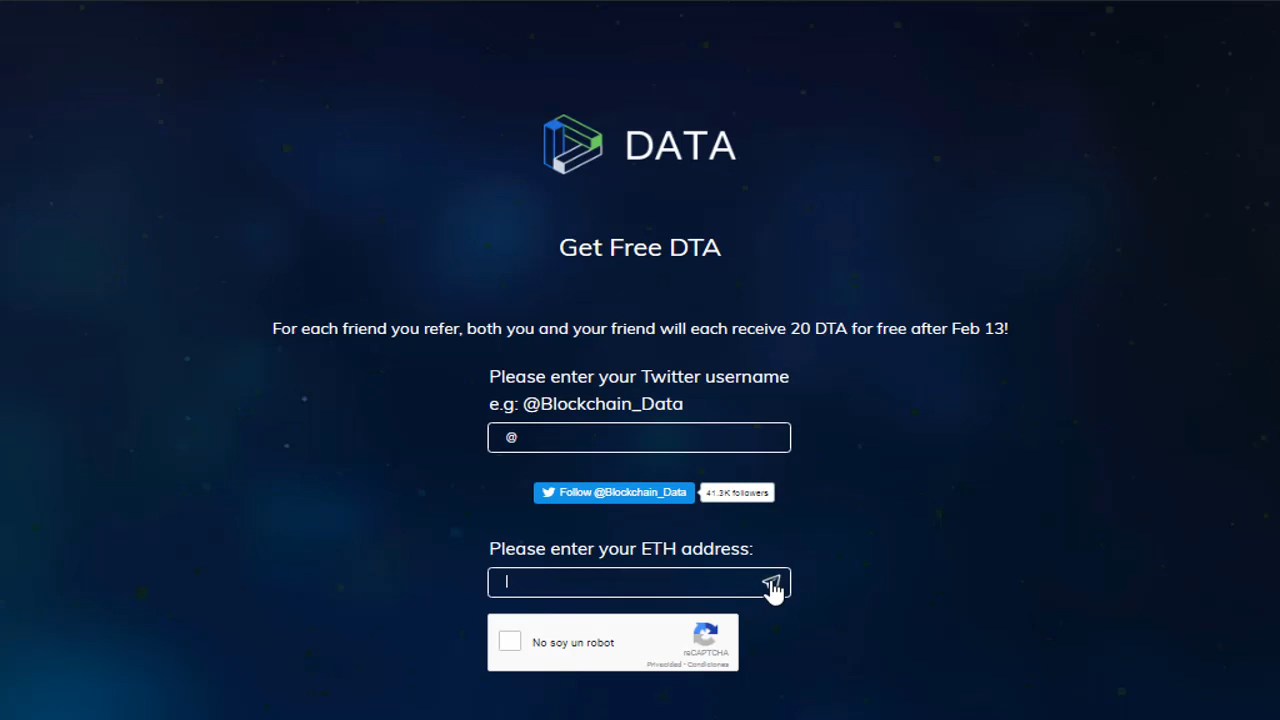 DATA
Get Free DTA
For each friend you refer, both you and your friend will each receive 20 DTA for free after Feb 13!
Please enter your Twitter username
e.g: @Blockchain_Data
@
Follow @Blockchain_Data 41.3K followers
Please enter your ETH address:
No soy un robot
reCAPTCHA
Privacidad - Condiciones